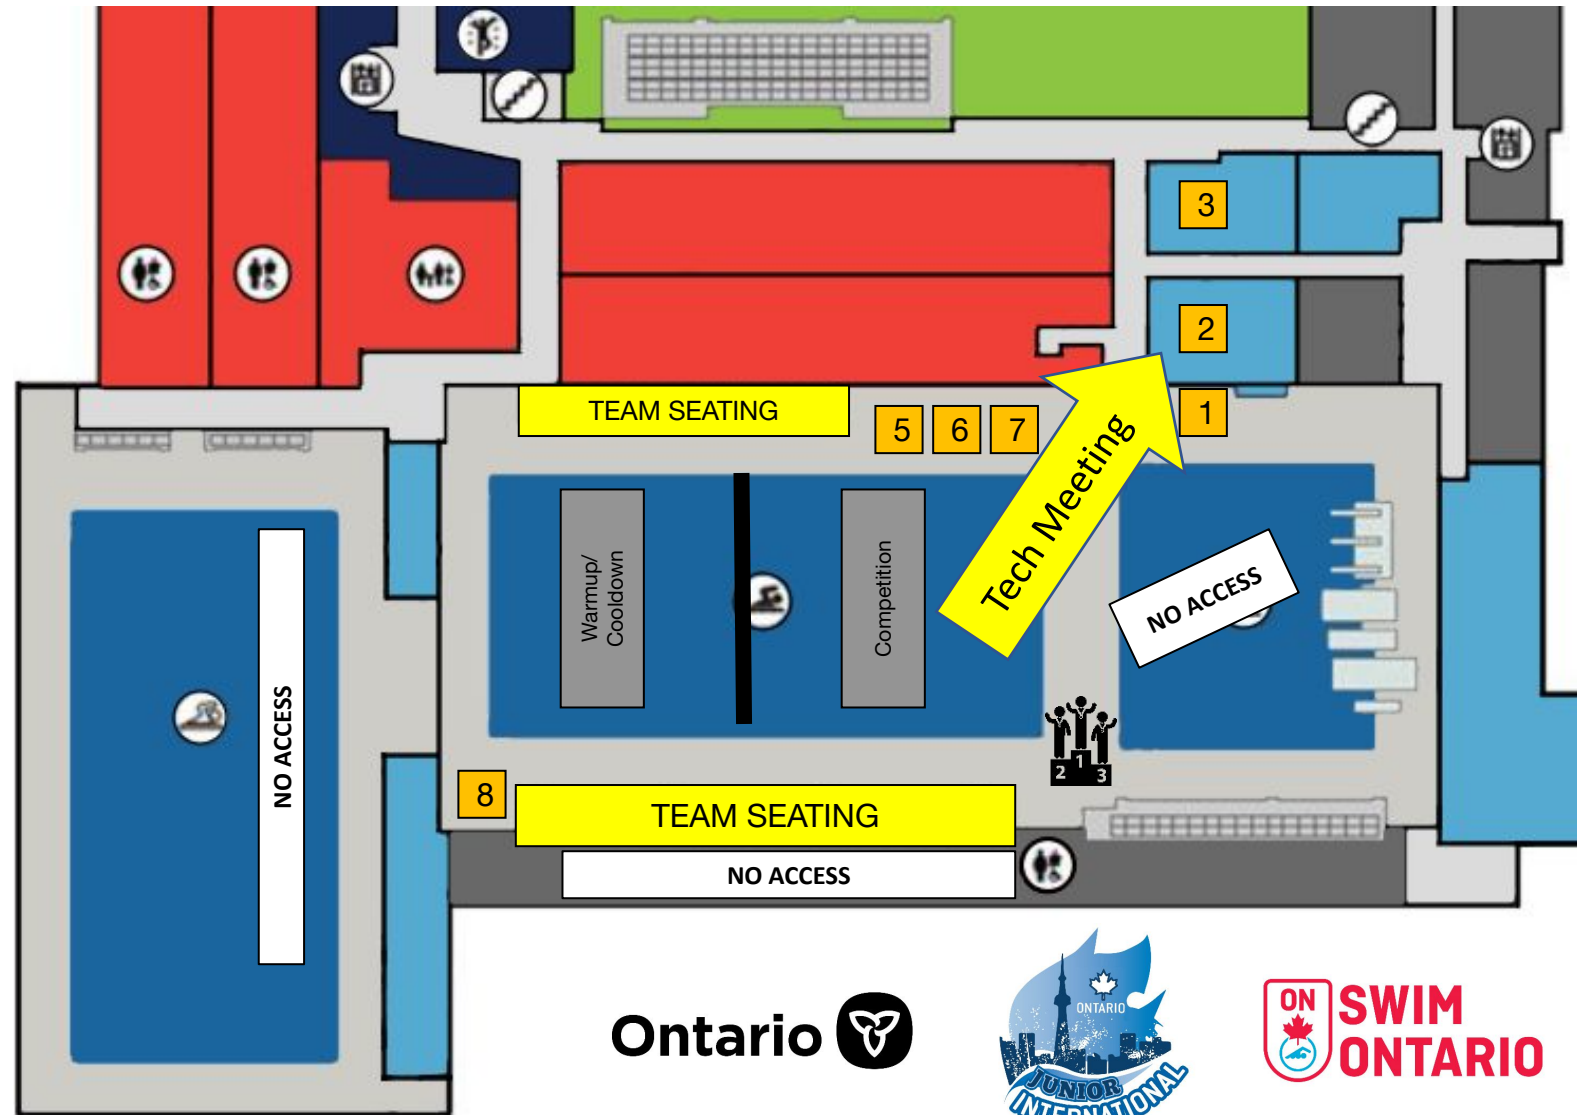 3
2
TEAM SEATING
5 6 7
1
Tech Meeting
Warmup/
Cooldown
Competition
NO ACCESS
NO ACCESS
2 1 3
8
TEAM SEATING
NO ACCESS
Ontario
ONTARIO
JUNIOR
INTERNATIONAL
ON
SWIM
ONTARIO